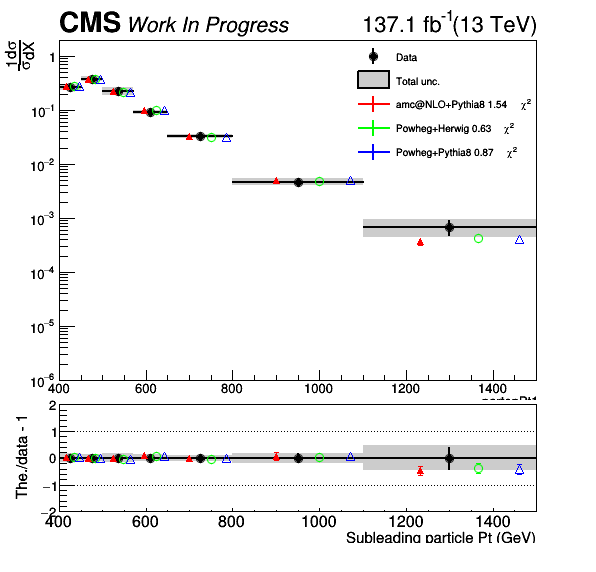 CMS Work In Progress 137.1 fb⁻¹(13 TeV)
1 dσ
σ dX
Data
Total unc.
amc@NLO+Pythia8 1.54 χ²
Powheg+Herwig 0.63 χ²
Powheg+Pythia8 0.87 χ²
1
10⁻¹
10⁻²
10⁻³
10⁻⁴
10⁻⁵
10⁻⁶
400 600 800 1000 1200 1400
The./data - 1
2
1
0
−1
−2
400 600 800 1000 1200 1400
Subleading particle Pt (GeV)